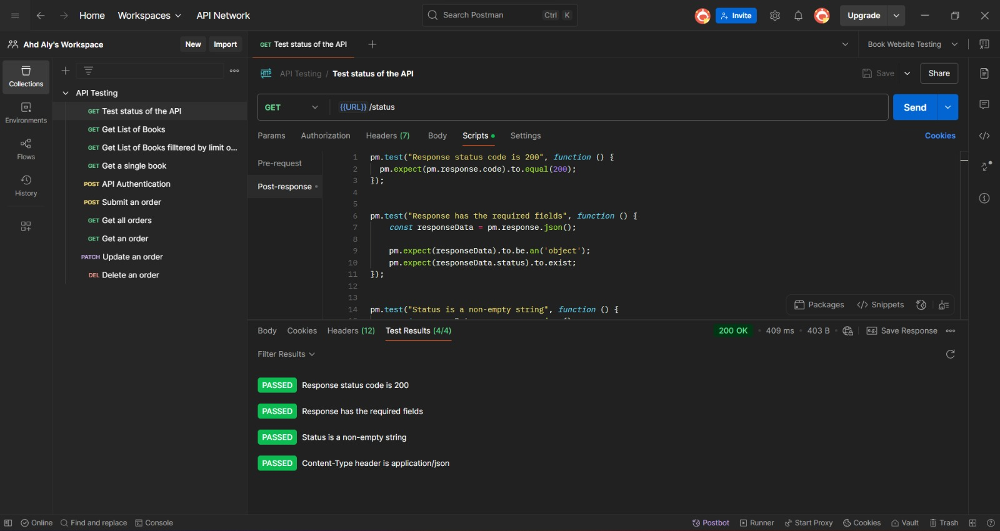 Home Workspaces API Network Search Postman Ctrl K Invite Upgrade
Ahd Aly's Workspace New Import
GET Test status of the API
Book Website Testing
Collections
Environments
Flows
History
API Testing
GET Test status of the API
GET Get List of Books
GET Get List of Books filltered by limit o...
GET Get a single book
POST API Authentication
POST Submit an order
GET Get all orders
GET Get an order
PATCH Update an order
DEL Delete an order
HTTP API Testing / Test status of the API
Save Share
GET {{URL}} /status Send
Params Authorization Headers (7) Body Scripts Settings Cookies
Pre-request
Post-response
1 pm.test("Response status code is 200", function () {
2 pm.expect(pm.response.code).to.equal(200);
3 });
4
5
6 pm.test("Response has the required fields", function () {
7 const responseData = pm.response.json();
8
9 pm.expect(responseData).to.be.an('object');
10 pm.expect(responseData.status).to.exist;
11 });
12
13
14 pm.test("Status is a non-empty string", function () {
Packages Snippets
Body Cookies Headers (12) Test Results (4/4) 200 OK 409 ms 403 B e.g. Save Response
Filter Results
PASSED Response status code is 200
PASSED Response has the required fields
PASSED Status is a non-empty string
PASSED Content-Type header is application/json
Online Find and replace Console Postbot Runner Start Proxy Cookies Vault Trash